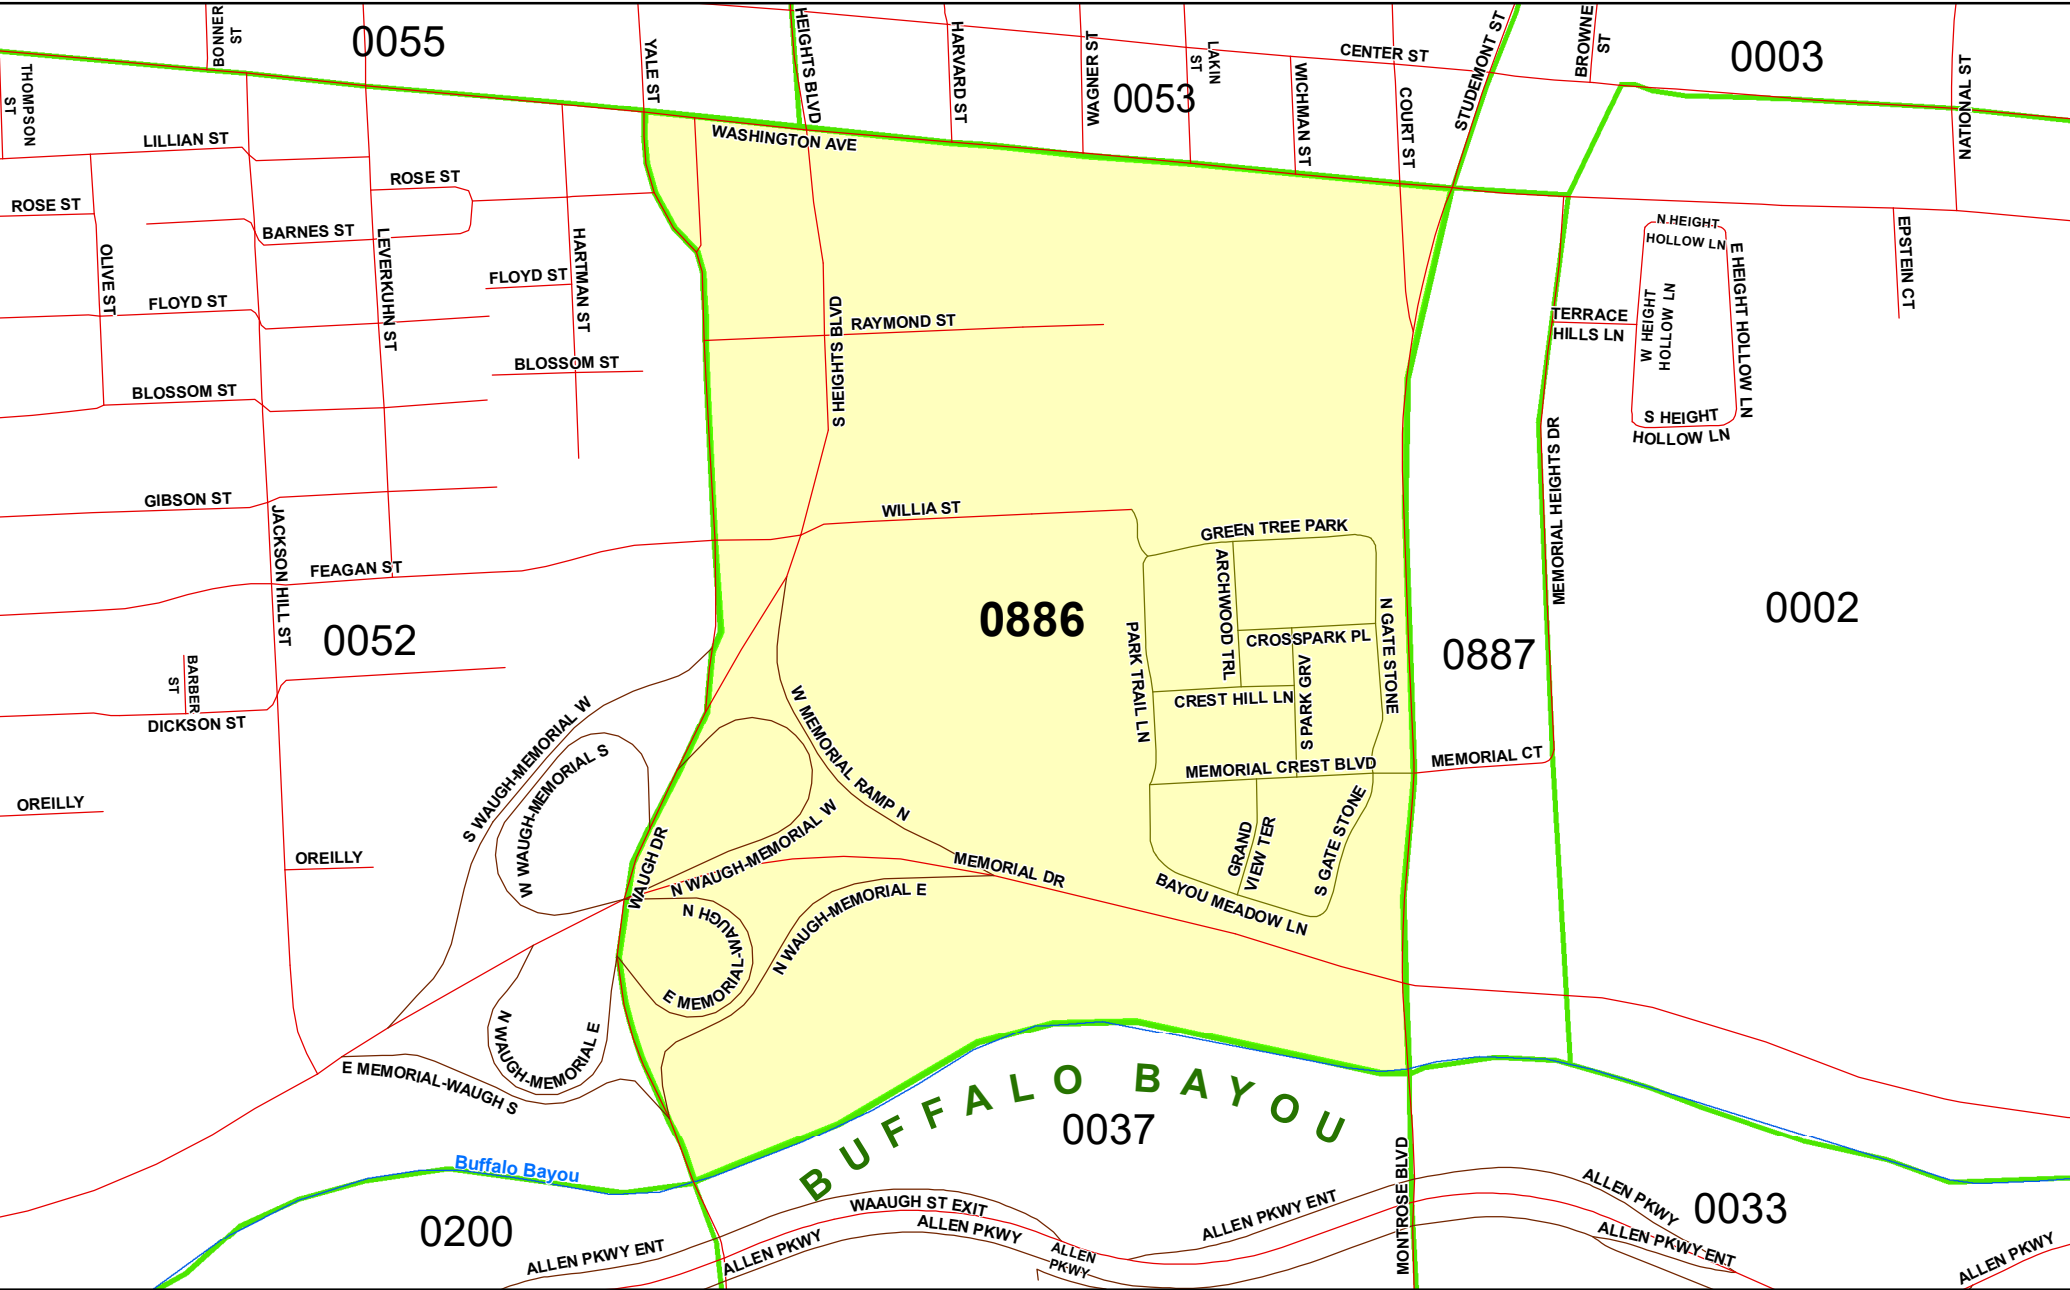 BONNER
ST
0055
YALE ST
HEIGHTS BLVD
HARVARD ST
WAGNER ST
LAKIN
ST
WICHMAN ST
CENTER ST
COURT ST
STUDEMONT ST
BROWNE
ST
0003
NATIONAL ST
0053
THOMPSON
ST
LILLIAN ST
WASHINGTON AVE
ROSE ST
ROSE ST
BARNES ST
OLIVE ST
LEVERKUHN ST
HARTMAN ST
FLOYD ST
FLOYD ST
BLOSSOM ST
BLOSSOM ST
S HEIGHTS BLVD
RAYMOND ST
N HEIGHT
HOLLOW LN
E HEIGHT HOLLOW LN
W HEIGHT
HOLLOW LN
TERRACE
HILLS LN
S HEIGHT
HOLLOW LN
EPSTEIN CT
MEMORIAL HEIGHTS DR
GIBSON ST
JACKSON HILL ST
FEAGAN ST
WILLIA ST
GREEN TREE PARK
ARCHWOOD TRL
N GATE STONE
CROSSPARK PL
PARK TRAIL LN
CREST HILL LN
S PARK GRV
0886
0052
0887
0002
BARBER
ST
DICKSON ST
S WAUGH-MEMORIAL W
W WAUGH-MEMORIAL S
W MEMORIAL RAMP N
MEMORIAL CREST BLVD
MEMORIAL CT
OREILLY
OREILLY
WAUGH DR
N WAUGH-MEMORIAL W
MEMORIAL DR
GRAND
VIEW TER
S GATE STONE
BAYOU MEADOW LN
E MEMORIAL-WAUGH N
N WAUGH-MEMORIAL E
N WAUGH-MEMORIAL E
E MEMORIAL-WAUGH S
BUFFALO BAYOU
0037
Buffalo Bayou
0200
MONTROSE BLVD
WAAUGH ST EXIT
ALLEN PKWY ENT
ALLEN PKWY
ALLEN PKWY
ALLEN
PKWY
ALLEN PKWY ENT
ALLEN PKWY
0033
ALLEN PKWY ENT
ALLEN PKWY